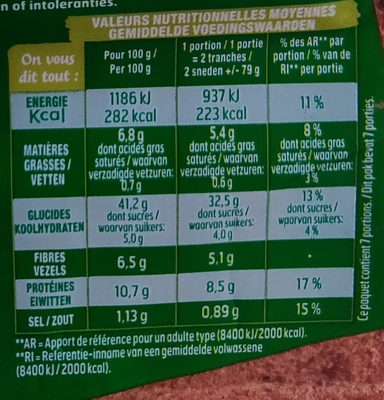 n of intolerantiës.
VALEURS NUTRITIONNELLES MOYENNES
GEMIDDELDE VOEDINGSWAARDEN
On vous dit tout :
Pour 100 g / Per 100 g
1 portion / 1 portie = 2 tranches / 2 sneden +/- 79 g
% des AR** par portion / % van de RI** per portie
ENERGIE Kcal
1186 kJ 282 kcal
937 kJ 223 kcal
11 %
MATIÈRES GRASSES / VETTEN
6,8 g dont acides gras saturés / waarvan verzadigde vetzuren: 0,7 g
5,4 g dont acides gras saturés / waarvan verzadigde vetzuren: 0,6 g
8 % dont acides gras saturés / waarvan verzadigde vetzuren: 3 %
GLUCIDES KOOLHYDRATEN
41,2 g dont sucres / waarvan suikers: 5,0 g
32,5 g dont sucres / waarvan suikers: 4,0 g
13 % dont sucres / waarvan suikers: 4 %
FIBRES VEZELS
6,5 g
5,1 g
-
PROTÉINES EIWITTEN
10,7 g
8,5 g
17 %
SEL / ZOUT
1,13 g
0,89 g
15 %
Ce paquet contient 7 portions. / Dit pak bevat 7 porties.
**AR = Apport de référence pour un adulte type (8400 kJ/2000 kcal).
**RI = Referentie-inname van een gemiddelde volwassene
(8400 kJ / 2000 kcal).